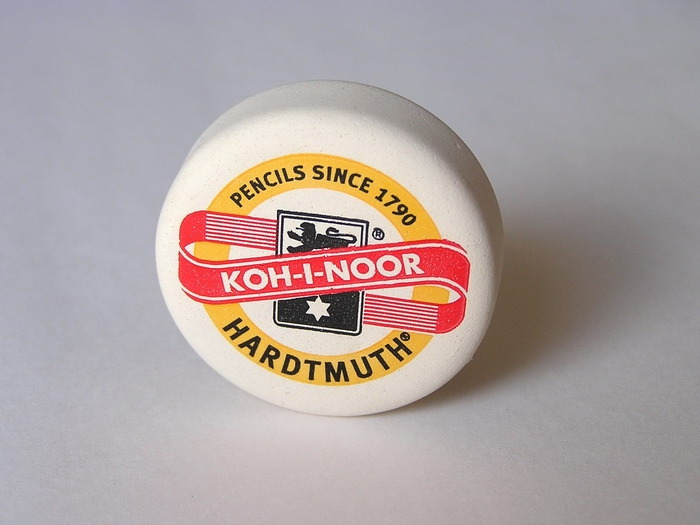 PENCILS SINCE 1790
®
KOH-I-NOOR
HARDTMUTH®